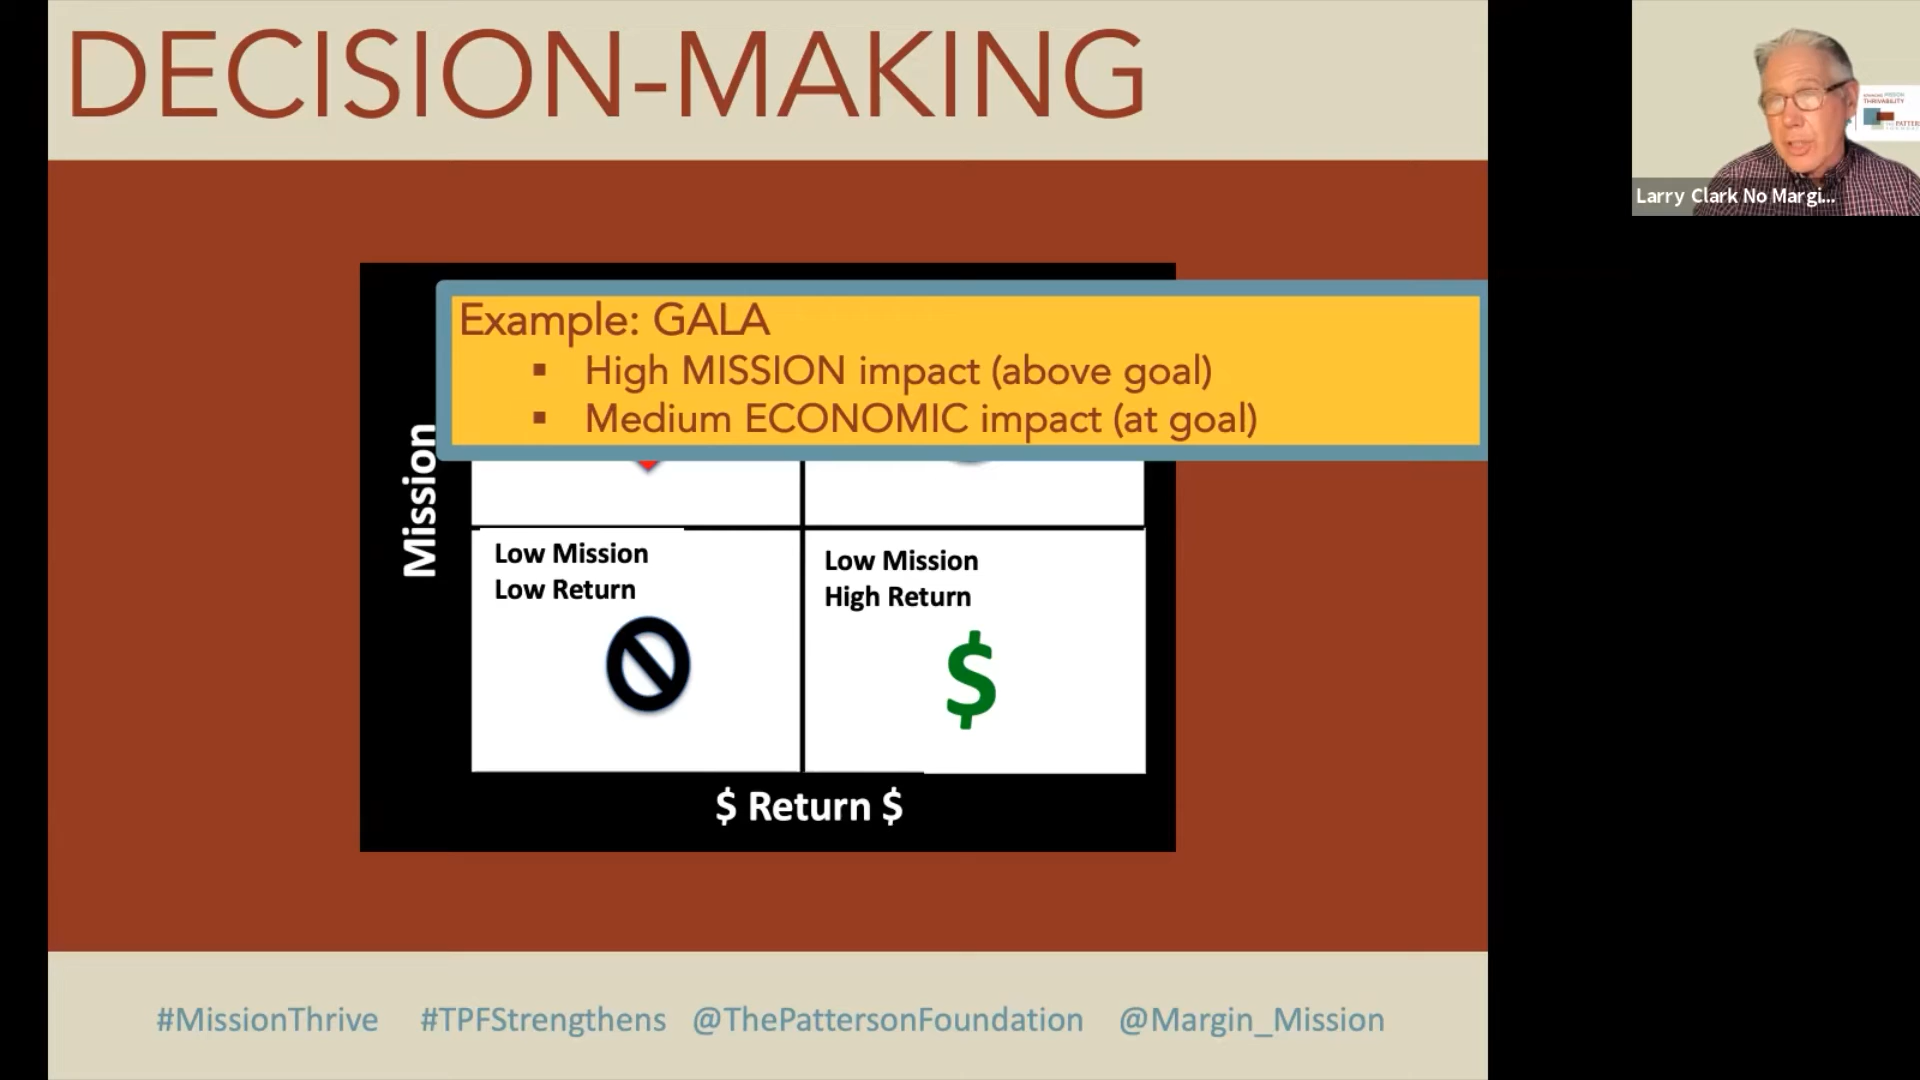 DECISION-MAKING
Example: GALA
▪ High MISSION impact (above goal)
▪ Medium ECONOMIC impact (at goal)
Mission
Low Mission
Low Return
Low Mission
High Return
$
$ Return $
#MissionThrive #TPFStrengthens @ThePattersonFoundation @Margin_Mission
THRIVABILITY
Larry Clark No Margi...